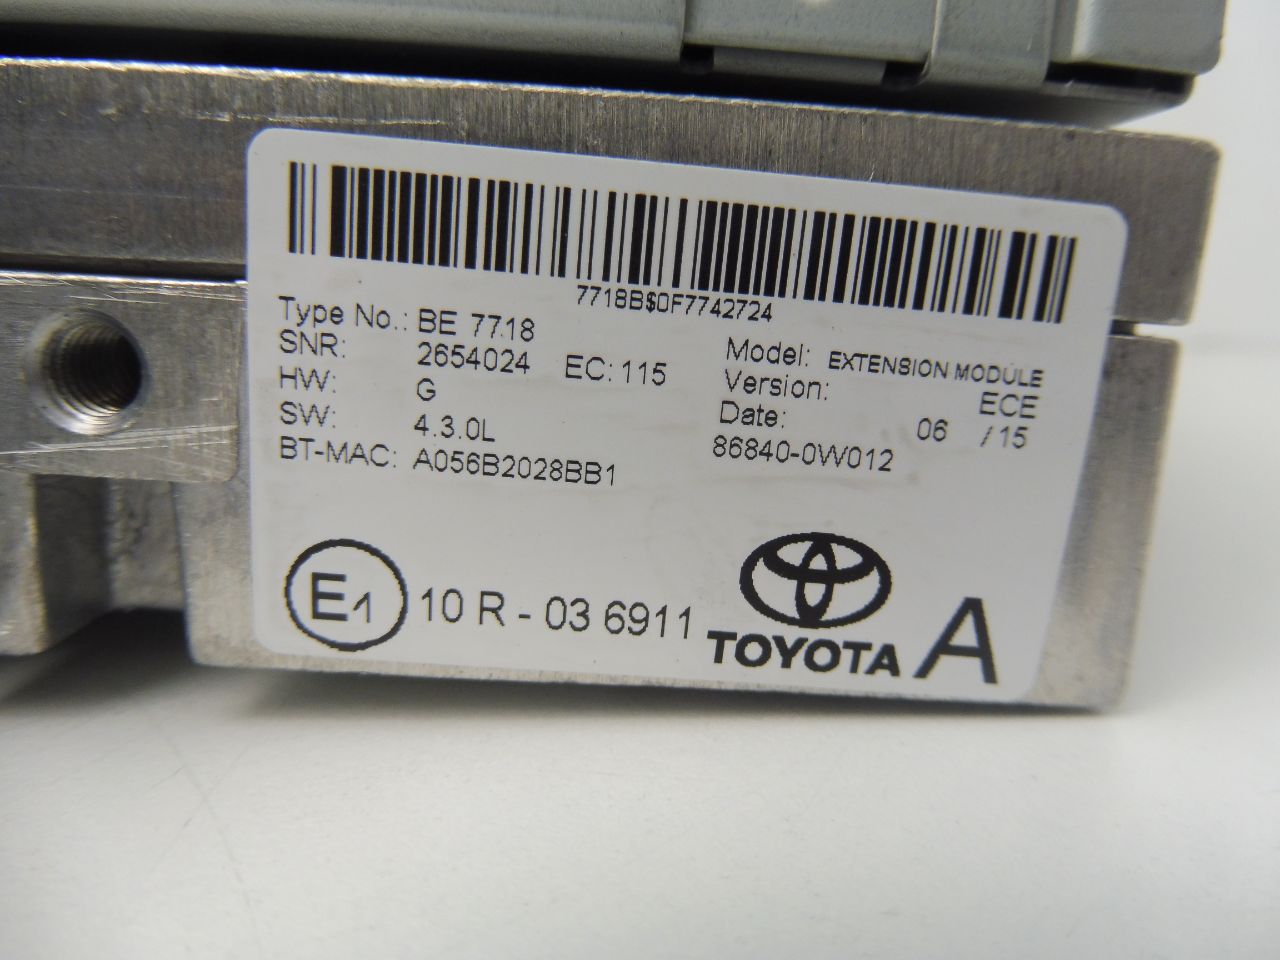 7718B$0F7742724
Type No.: BE 7718
SNR: 2654024 EC: 115
HW: G
SW: 4.3.0L
BT-MAC: A056B2028BB1
Model: EXTENSION MODULE
Version: ECE
Date: 06 /15
86840-0W012
E1 10 R - 03 6911
TOYOTA A